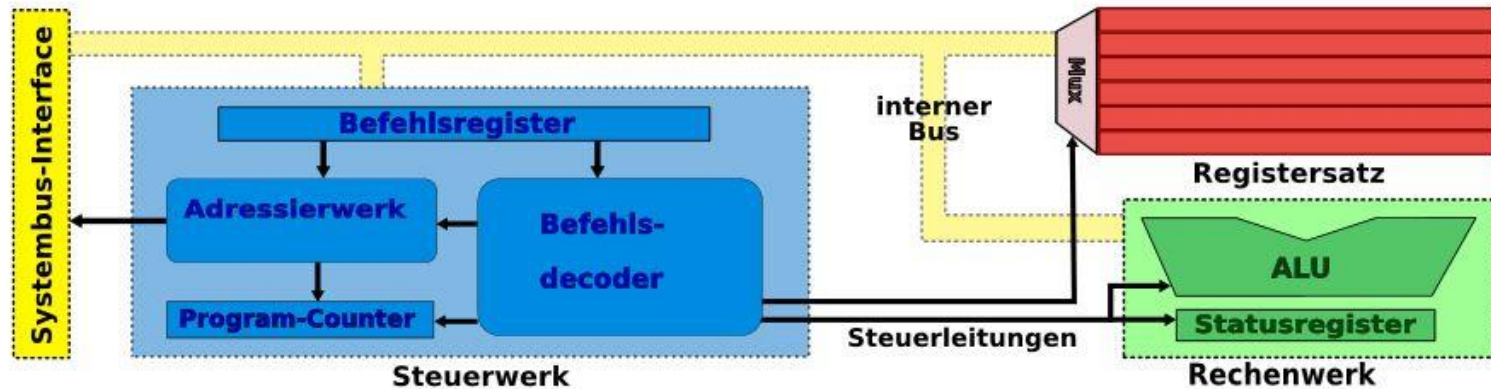 Systembus-Interface
Befehlsregister
Adressierwerk
Befehls-
decoder
Program-Counter
Steuerwerk
interner
Bus
Steuerleitungen
Mux
Registersatz
ALU
Statusregister
Rechenwerk